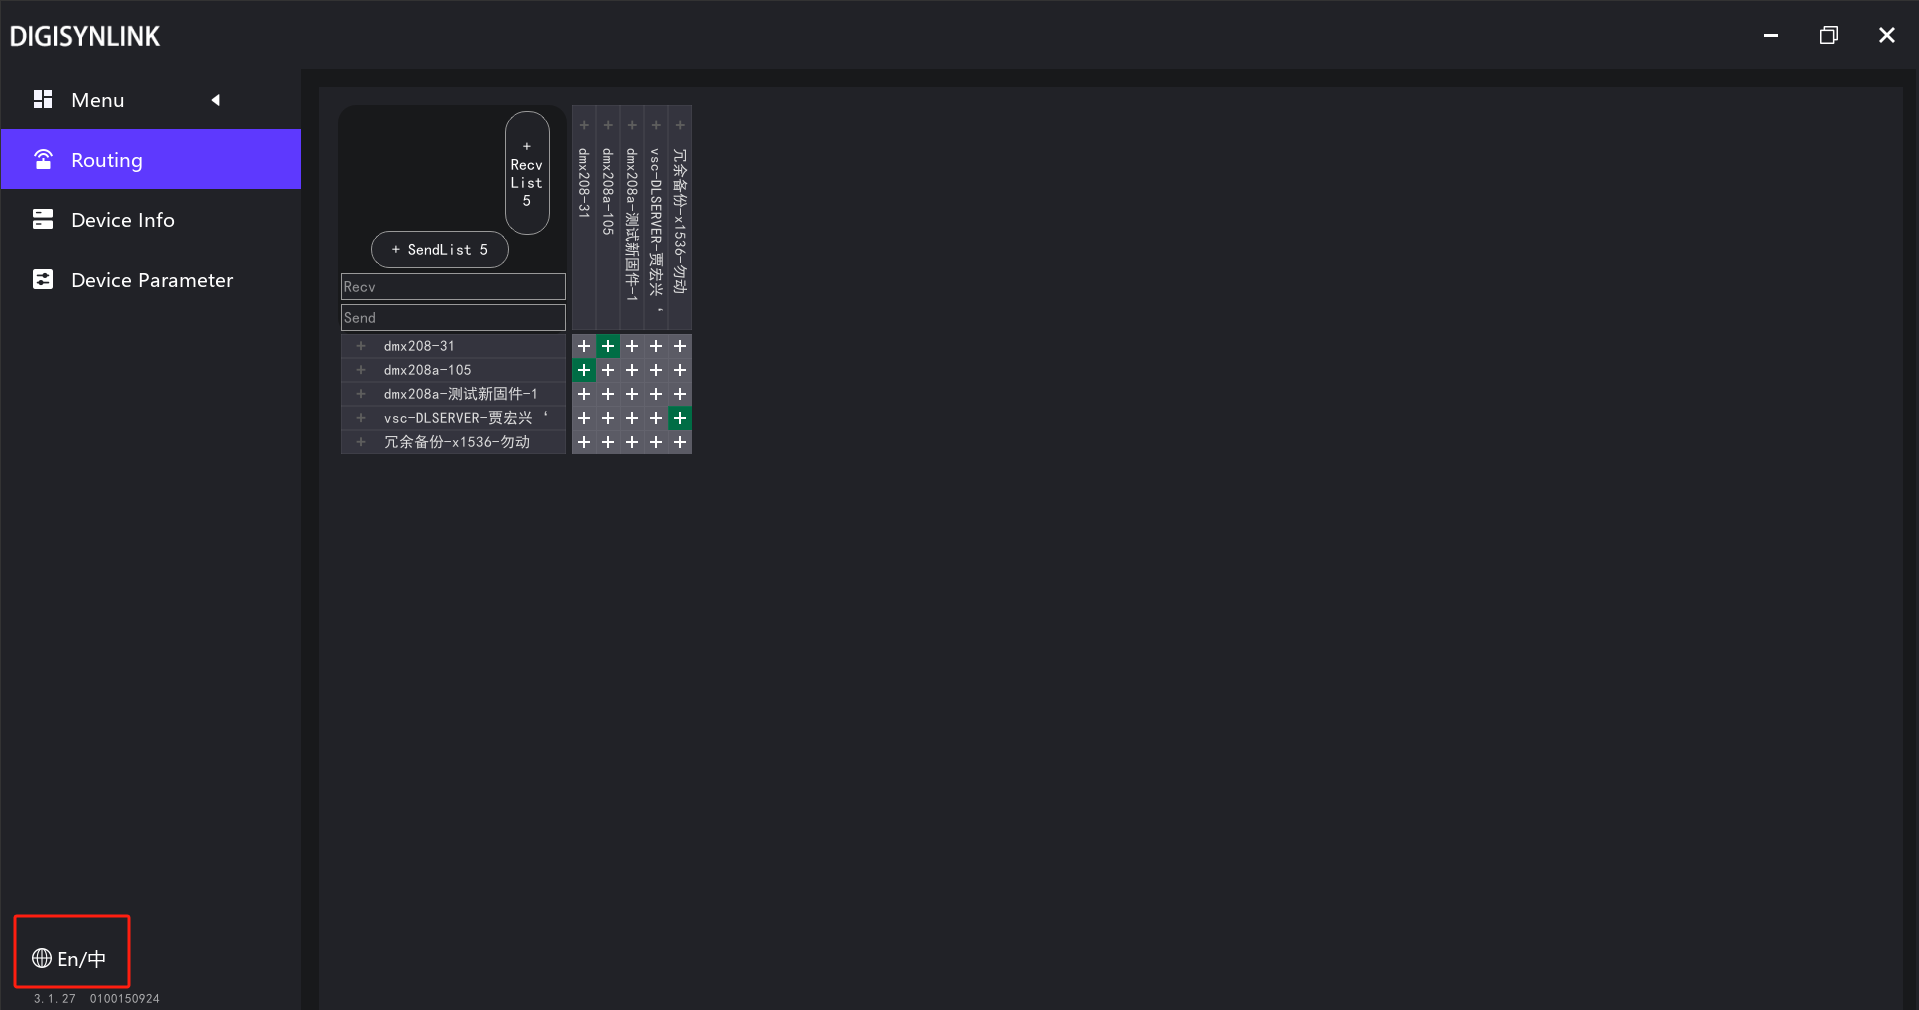 DIGISYNLINK
Menu
Routing
Device Info
Device Parameter
+
Recv
List
5
+ SendList 5
Recv
Send
+ dmx208-31
+ dmx208a-105
+ dmx208a-测试新固件-1
+ vsc-DLSERVER-贾宏兴 ‘
+ 冗余备份-x1536-勿动
+ dmx208-31
+ dmx208a-105
+ dmx208a-测试新固件-1
+ vsc-DLSERVER-贾宏兴 ‘
+ 冗余备份-x1536-勿动
+ + + + +
+ + + + +
+ + + + +
+ + + + +
+ + + + +
En/中
3.1.27 0100150924